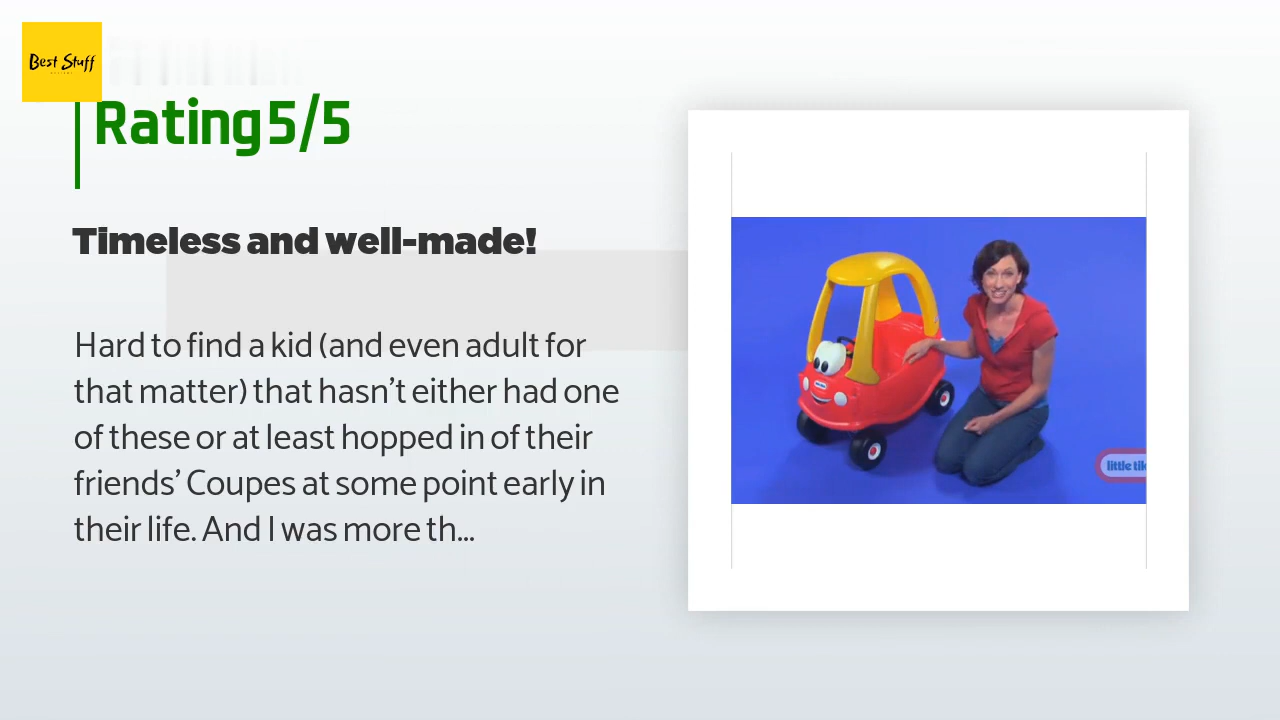 Best Stuff
Rating 5/5
Timeless and well-made!
Hard to find a kid (and even adult for
that matter) that hasn't either had one
of these or at least hopped in of their
friends’ Coupes at some point early in
their life. And I was more th...
little tik